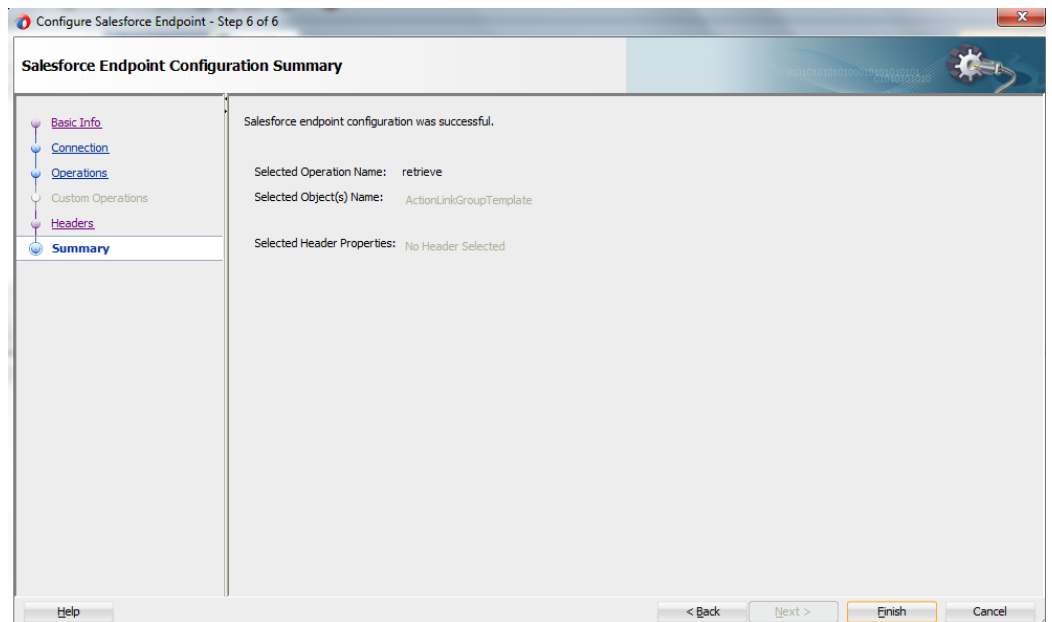 Configure Salesforce Endpoint - Step 6 of 6
x
Salesforce Endpoint Configuration Summary
Basic Info
Connection
Operations
Custom Operations
Headers
Summary
Salesforce endpoint configuration was successful.
Selected Operation Name: retrieve
Selected Object(s) Name: ActionLinkGroupTemplate
Selected Header Properties: No Header Selected
Help
< Back
Next >
Finish
Cancel